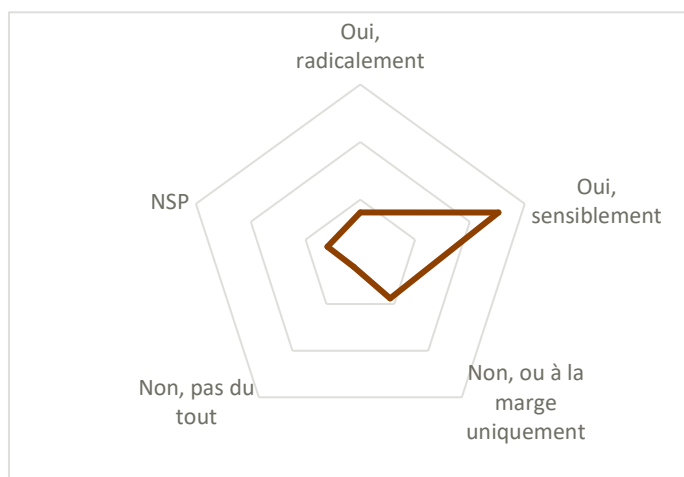 Oui,
radicalement
Oui,
sensiblement
Non, ou à la
marge
uniquement
Non, pas du
tout
NSP